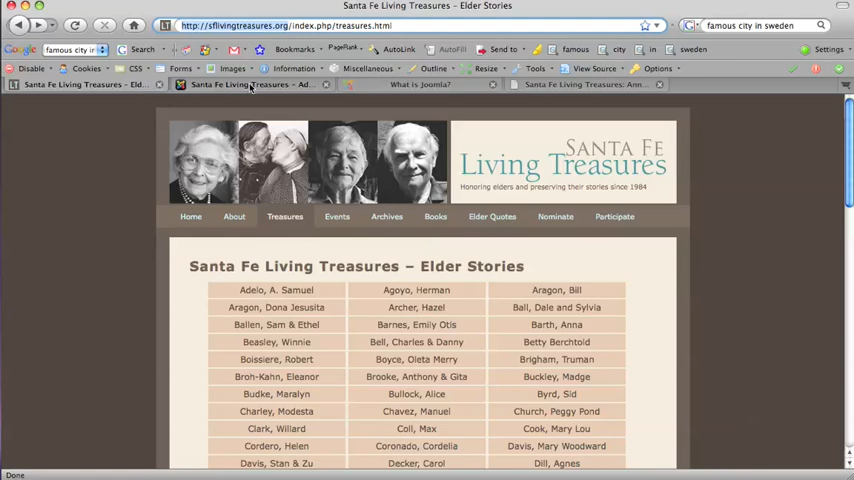 Santa Fe Living Treasures – Elder Stories
http://sflivingtreasures.org/index.php/treasures.html
famous city in sweden
Google
famous city in
Search
Bookmarks
PageRank
AutoLink
AutoFill
Send to
famous
city
in
sweden
Settings
Disable
Cookies
CSS
Forms
Images
Information
Miscellaneous
Outline
Resize
Tools
View Source
Options
Santa Fe Living Treasures – Eld...
Santa Fe Living Treasures – Ad...
What is Joomla?
Santa Fe Living Treasures: Ann...
SANTA FE
Living Treasures
Honoring elders and preserving their stories since 1984
Home About Treasures Events Archives Books Elder Quotes Nominate Participate
Santa Fe Living Treasures – Elder Stories
Adelo, A. Samuel Agoyo, Herman Aragon, Bill
Aragon, Dona Jesusita Archer, Hazel Ball, Dale and Sylvia
Ballen, Sam & Ethel Barnes, Emily Otis Barth, Anna
Beasley, Winnie Bell, Charles & Danny Betty Berchtold
Boissiere, Robert Boyce, Oleta Merry Brigham, Truman
Broh-Kahn, Eleanor Brooke, Anthony & Gita Buckley, Madge
Budke, Maralyn Bullock, Alice Byrd, Sid
Charley, Modesta Chavez, Manuel Church, Peggy Pond
Clark, Willard Coll, Max Cook, Mary Lou
Cordero, Helen Coronado, Cordelia Davis, Mary Woodward
Davis, Stan & Zu Decker, Carol Dill, Agnes
Done